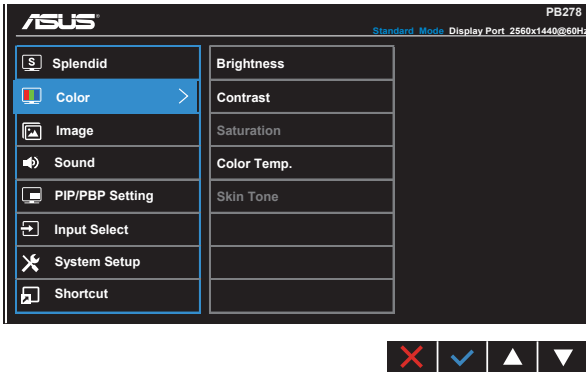 ASUS
PB278
Standard Mode Display Port 2560x1440@60Hz
S Splendid
Color
Image
Sound
PIP/PBP Setting
Input Select
System Setup
Shortcut
Brightness
Contrast
Saturation
Color Temp.
Skin Tone